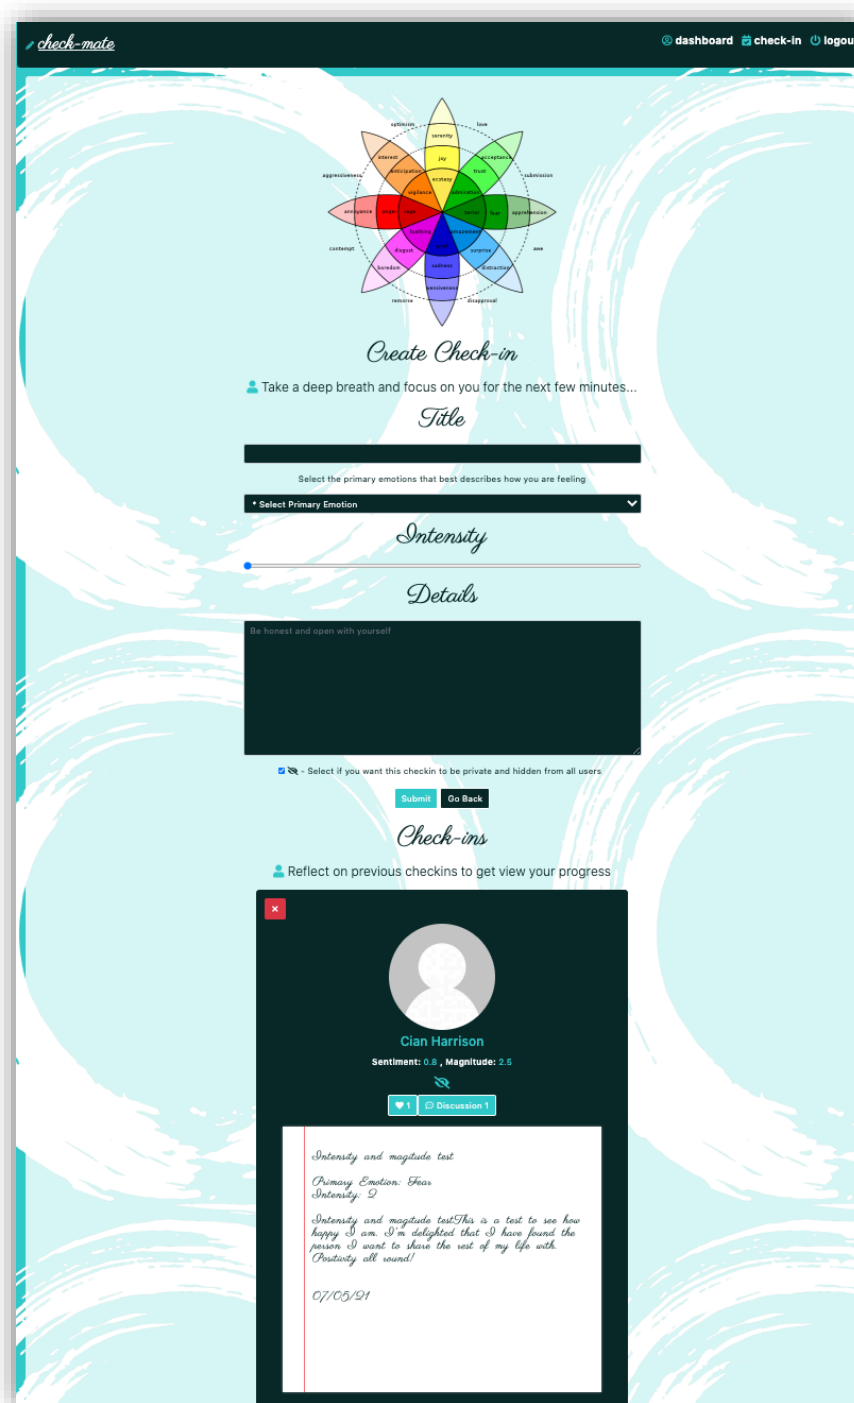 check-mate
dashboard check-in logou
optimism love
serenity
interest joy acceptance
anticipation trust
aggressiveness submission
ecstasy
vigilance admiration
annoyance anger rage terror fear apprehension
loathing amazement
contempt disgust surprise awe
boredom sadness distraction
pensiveness
remorse disapproval
Create Check-in
Take a deep breath and focus on you for the next few minutes...
Title
Select the primary emotions that best describes how you are feeling
* Select Primary Emotion
Intensity
Details
Be honest and open with yourself
- Select if you want this checkin to be private and hidden from all users
Submit Go Back
Check-ins
Reflect on previous checkins to get view your progress
Cian Harrison
Sentiment: 0.8 , Magnitude: 2.5
1 Discussion 1
Intensity and magitude test
Primary Emotion: Fear
Intensity: 2
Intensity and magitude testThis is a test to see how
happy I am. I'm delighted that I have found the
person I want to share the rest of my life with.
Positivity all round!
07/05/21